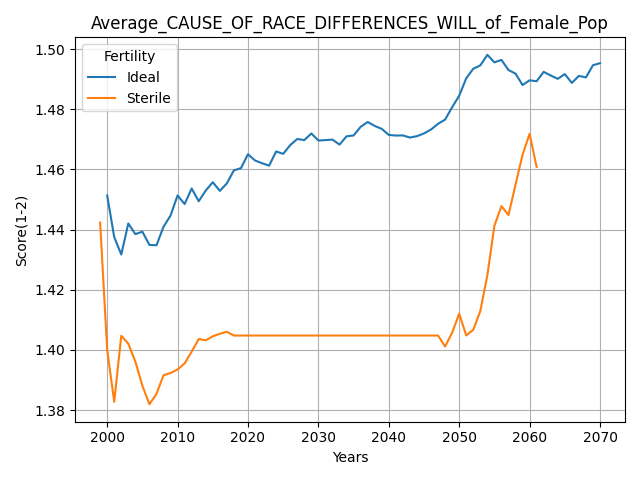 Average_CAUSE_OF_RACE_DIFFERENCES_WILL_of_Female_Pop
Fertility
Ideal
Sterile
Score(1-2)
1.50
1.48
1.46
1.44
1.42
1.40
1.38
2000 2010 2020 2030 2040 2050 2060 2070
Years